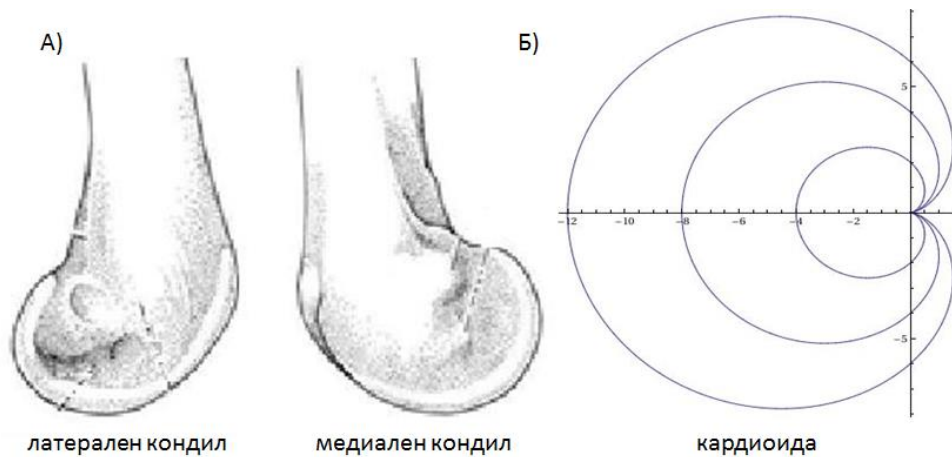 А)
Б)
5
-12
-10
-8
-6
-4
-2
-5
латерален кондил
медиален кондил
кардиоида